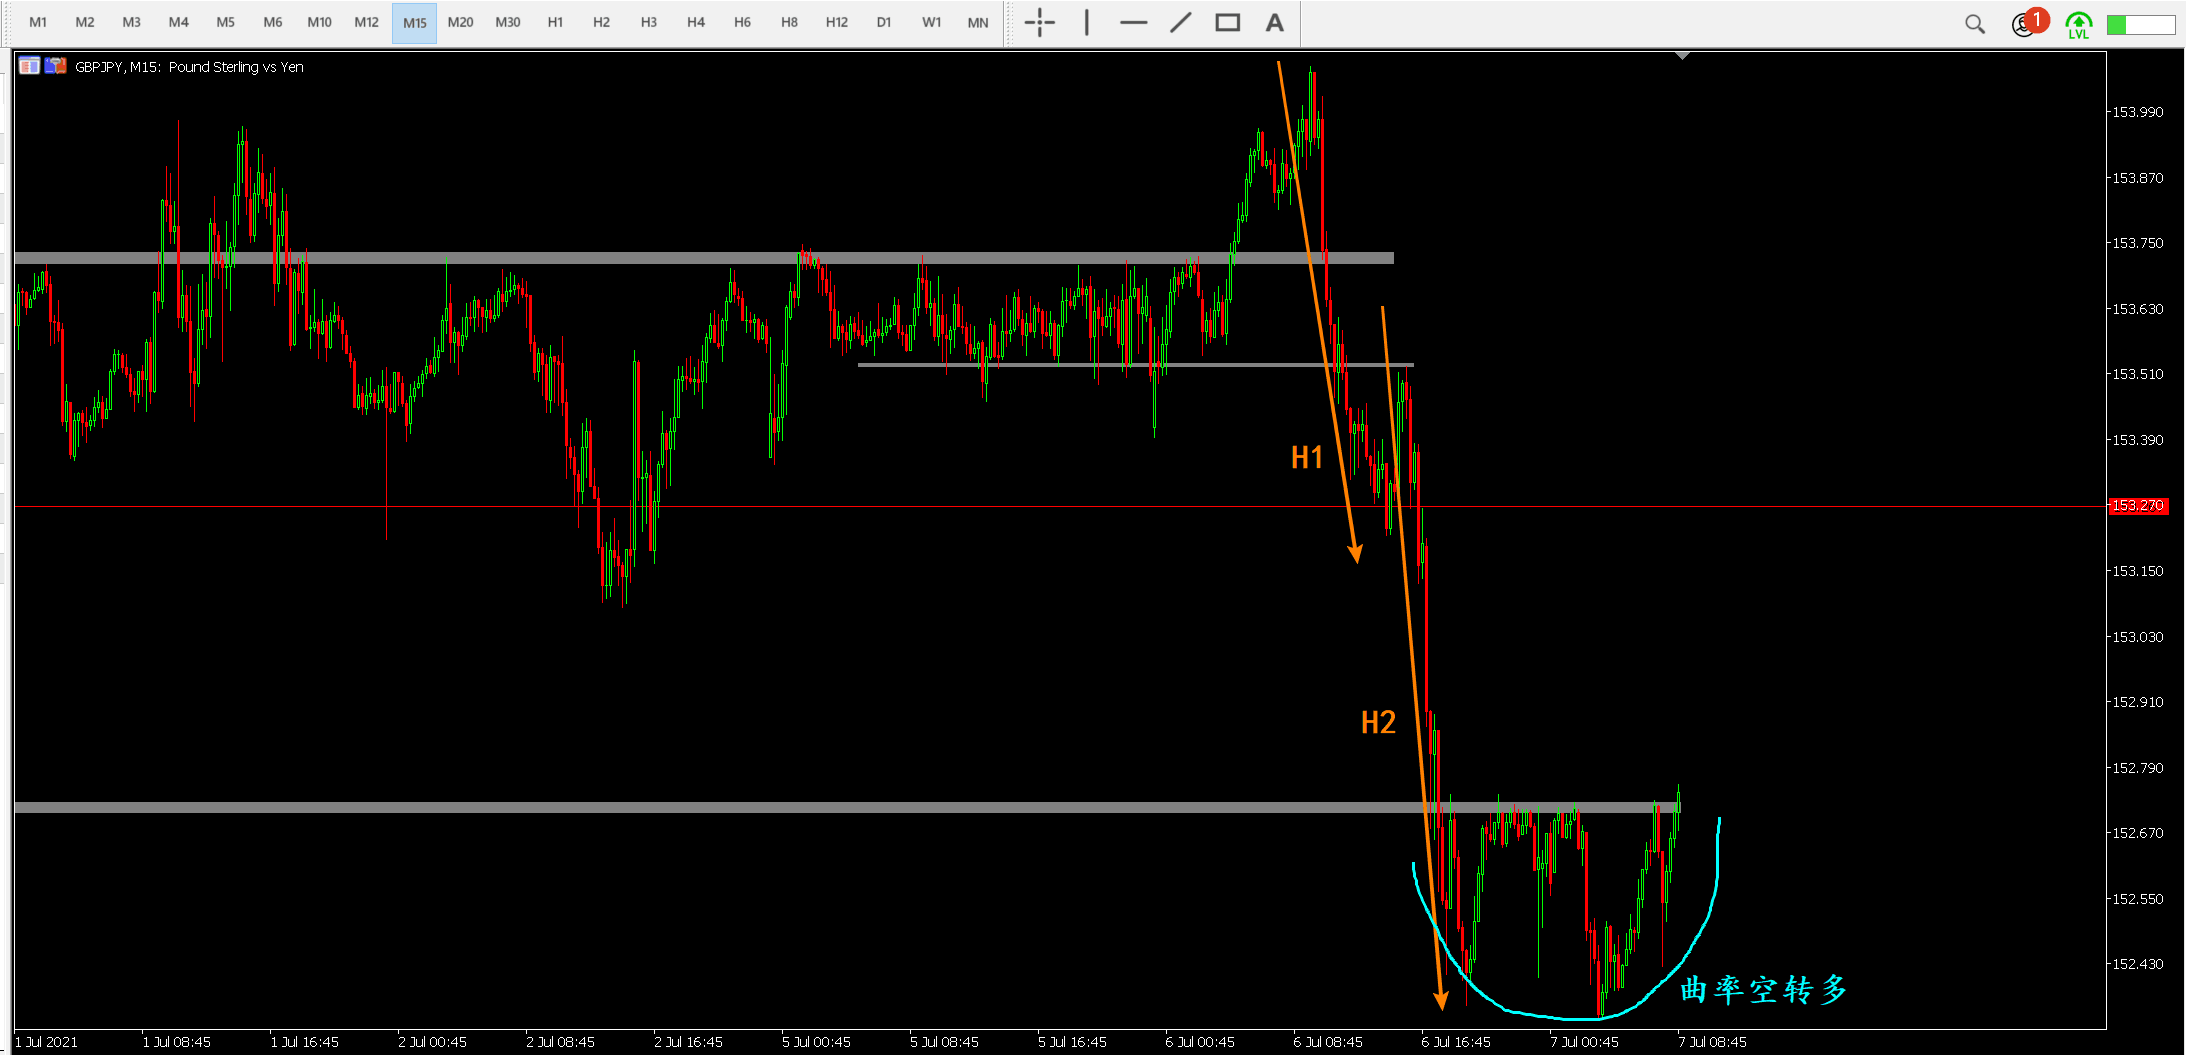 M1 M2 M3 M4 M5 M6 M10 M12 M15 M20 M30 H1 H2 H3 H4 H6 H8 H12 D1 W1 MN A 1 LVL
GBPJPY, M15: Pound Sterling vs Yen
153.990
153.870
153.750
153.630
153.510
153.390
153.270
153.150
153.030
152.910
152.790
152.670
152.550
152.430
H1
H2
曲率空转多
1 Jul 2021 1 Jul 08:45 1 Jul 16:45 2 Jul 00:45 2 Jul 08:45 2 Jul 16:45 5 Jul 00:45 5 Jul 08:45 5 Jul 16:45 6 Jul 00:45 6 Jul 08:45 6 Jul 16:45 7 Jul 00:45 7 Jul 08:45